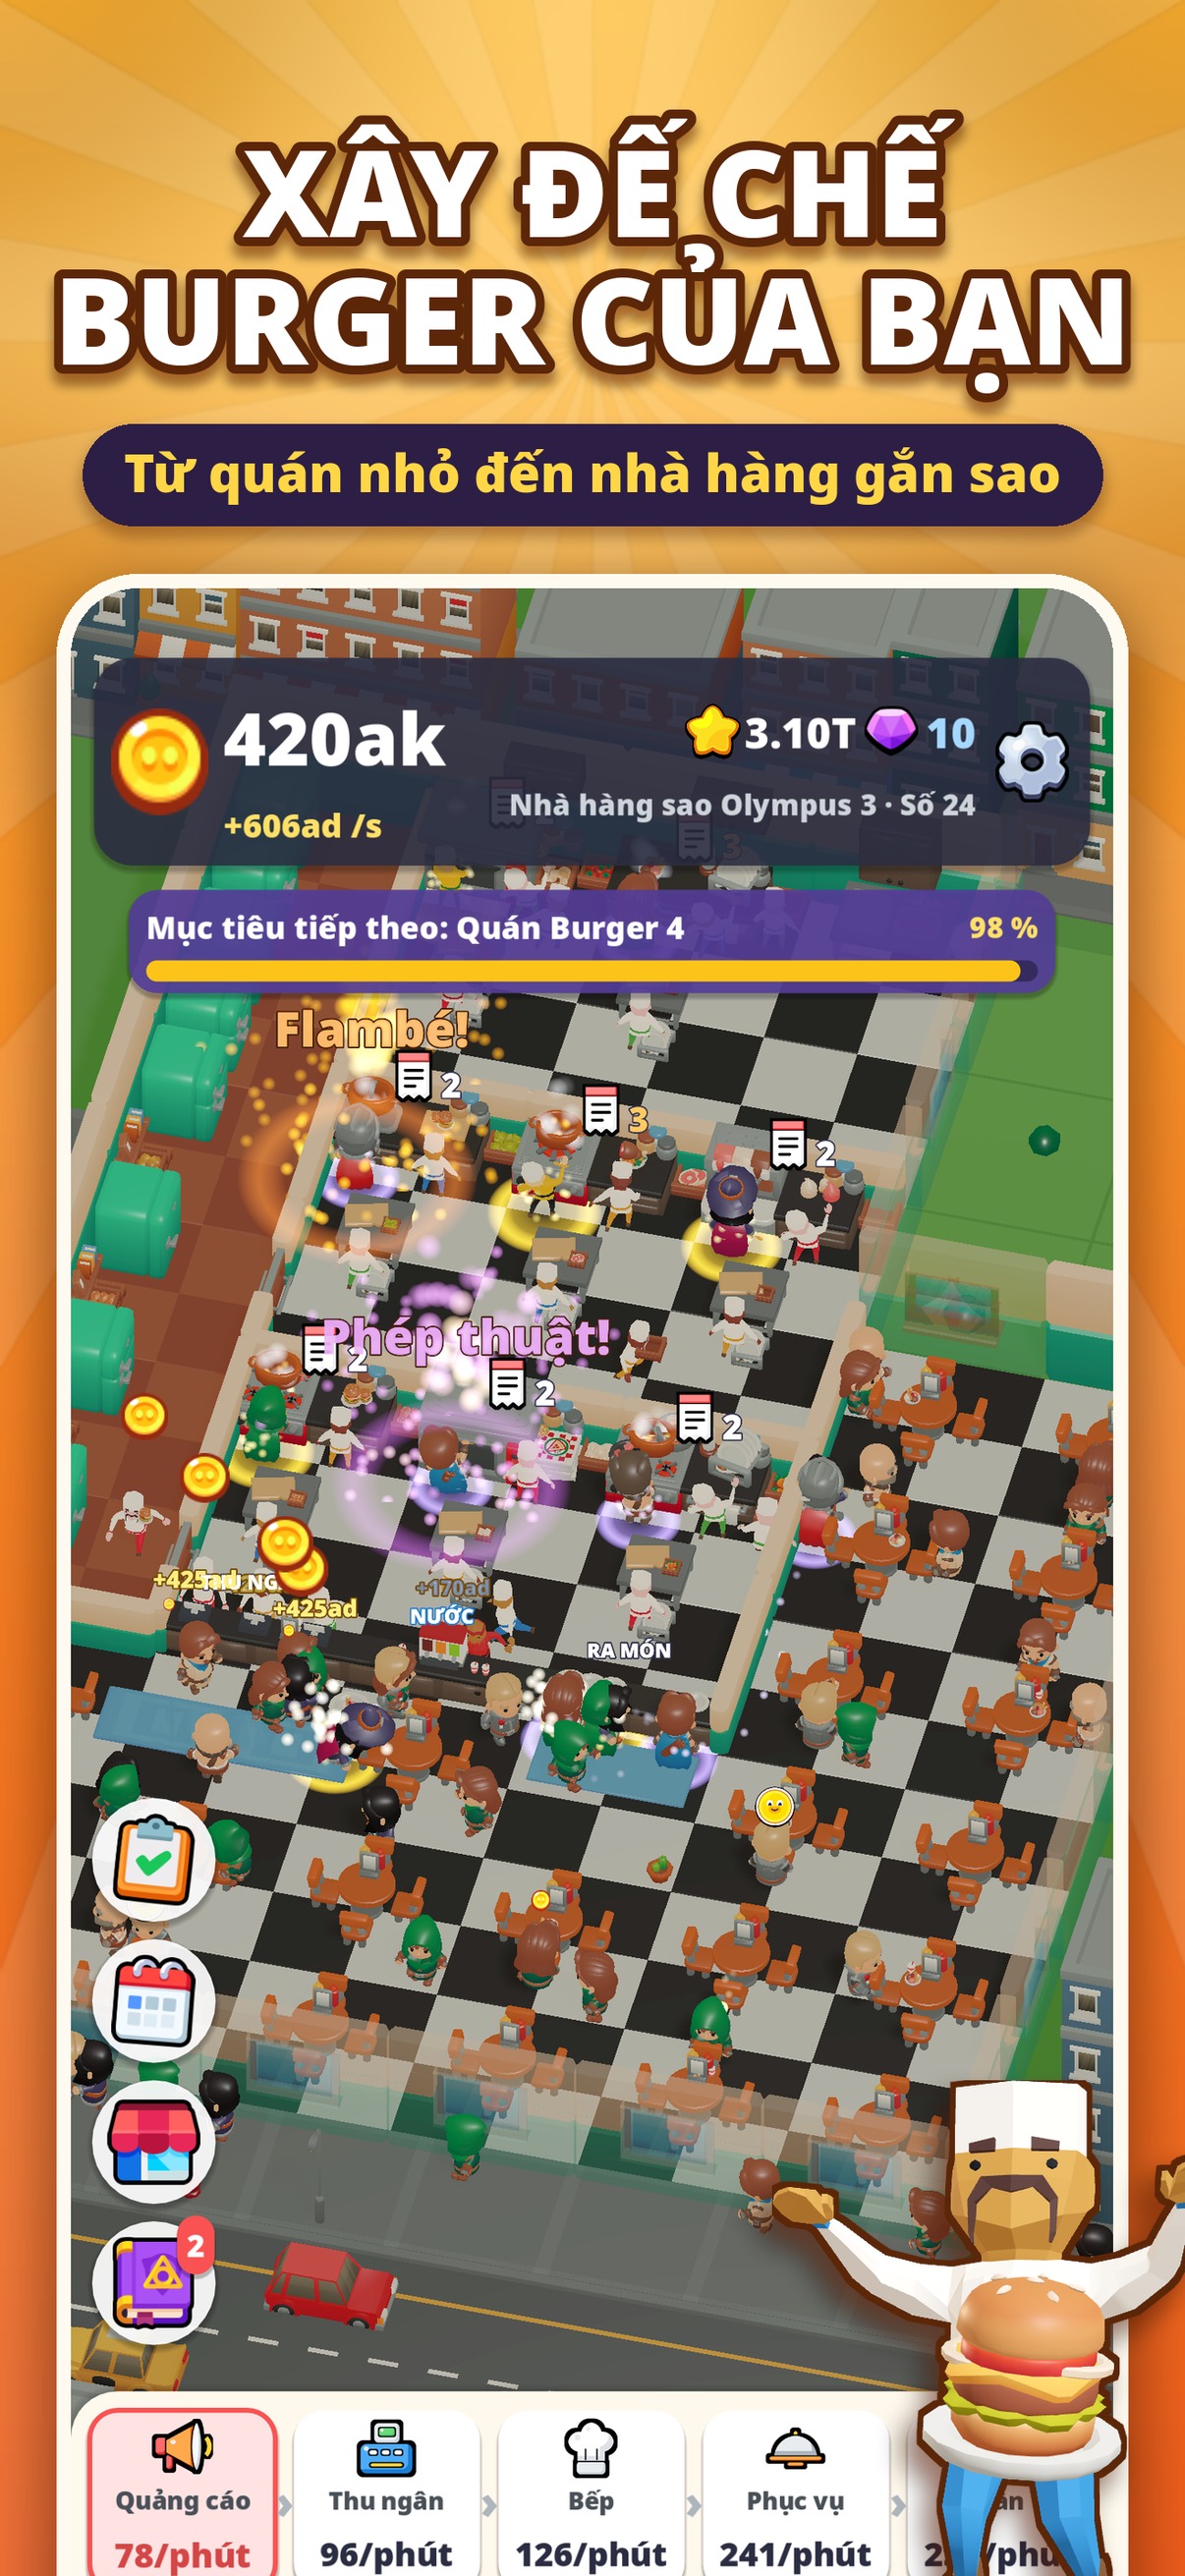 XÂY ĐẾ CHẾ
BURGER CỦA BẠN
Từ quán nhỏ đến nhà hàng gắn sao
420ak
3.10T
10
+606ad /s
Nhà hàng sao Olympus 3 · Số 24
3
Mục tiêu tiếp theo: Quán Burger 4
98 %
Flambé!
2
3
2
Phép thuật!
2
2
2
+425ad
+425ad
+170ad
NƯỚC
RA MÓN
2
Quảng cáo
Thu ngân
Bếp
Phục vụ
78/phút
96/phút
126/phút
241/phút